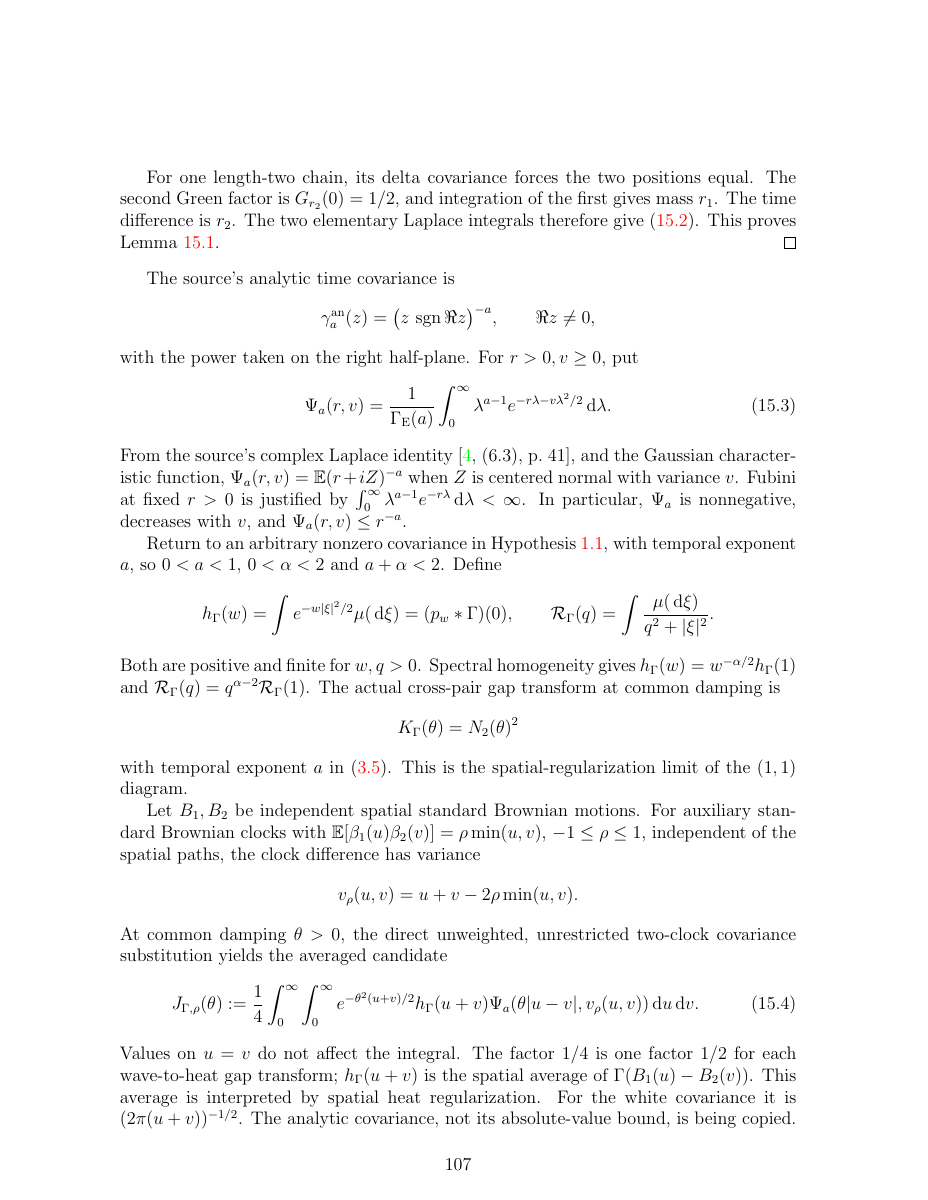 For one length-two chain, its delta covariance forces the two positions equal. The
second Green factor is G_{r_2}(0) = 1/2, and integration of the first gives mass r_1. The time
difference is r_2. The two elementary Laplace integrals therefore give (15.2). This proves
Lemma 15.1. □
The source's analytic time covariance is
γ_a^{an}(z) = (z sgn ℜz)^{−a}, ℜz ≠ 0,
with the power taken on the right half-plane. For r > 0, v ≥ 0, put
Ψ_a(r, v) = \frac{1}{Γ_E(a)} ∫_0^∞ λ^{a−1} e^{−rλ−vλ^2/2} dλ. (15.3)
From the source's complex Laplace identity [4, (6.3), p. 41], and the Gaussian character-
istic function, Ψ_a(r, v) = 𝔼(r + iZ)^{−a} when Z is centered normal with variance v. Fubini
at fixed r > 0 is justified by ∫_0^∞ λ^{a−1} e^{−rλ} dλ < ∞. In particular, Ψ_a is nonnegative,
decreases with v, and Ψ_a(r, v) ≤ r^{−a}.
Return to an arbitrary nonzero covariance in Hypothesis 1.1, with temporal exponent
a, so 0 < a < 1, 0 < α < 2 and a + α < 2. Define
h_Γ(w) = ∫ e^{−w|ξ|^2/2} μ( dξ) = (p_w ∗ Γ)(0), ℛ_Γ(q) = ∫ \frac{μ( dξ)}{q^2 + |ξ|^2}.
Both are positive and finite for w, q > 0. Spectral homogeneity gives h_Γ(w) = w^{−α/2} h_Γ(1)
and ℛ_Γ(q) = q^{α−2} ℛ_Γ(1). The actual cross-pair gap transform at common damping is
K_Γ(θ) = N_2(θ)^2
with temporal exponent a in (3.5). This is the spatial-regularization limit of the (1, 1)
diagram.
Let B_1, B_2 be independent spatial standard Brownian motions. For auxiliary stan-
dard Brownian clocks with 𝔼[β_1(u)β_2(v)] = ρ min(u, v), −1 ≤ ρ ≤ 1, independent of the
spatial paths, the clock difference has variance
v_ρ(u, v) = u + v − 2ρ min(u, v).
At common damping θ > 0, the direct unweighted, unrestricted two-clock covariance
substitution yields the averaged candidate
J_{Γ,ρ}(θ) := \frac{1}{4} ∫_0^∞ ∫_0^∞ e^{−θ^2(u+v)/2} h_Γ(u + v)Ψ_a(θ|u − v|, v_ρ(u, v)) du dv. (15.4)
Values on u = v do not affect the integral. The factor 1/4 is one factor 1/2 for each
wave-to-heat gap transform; h_Γ(u + v) is the spatial average of Γ(B_1(u) − B_2(v)). This
average is interpreted by spatial heat regularization. For the white covariance it is
(2π(u + v))^{−1/2}. The analytic covariance, not its absolute-value bound, is being copied.
107